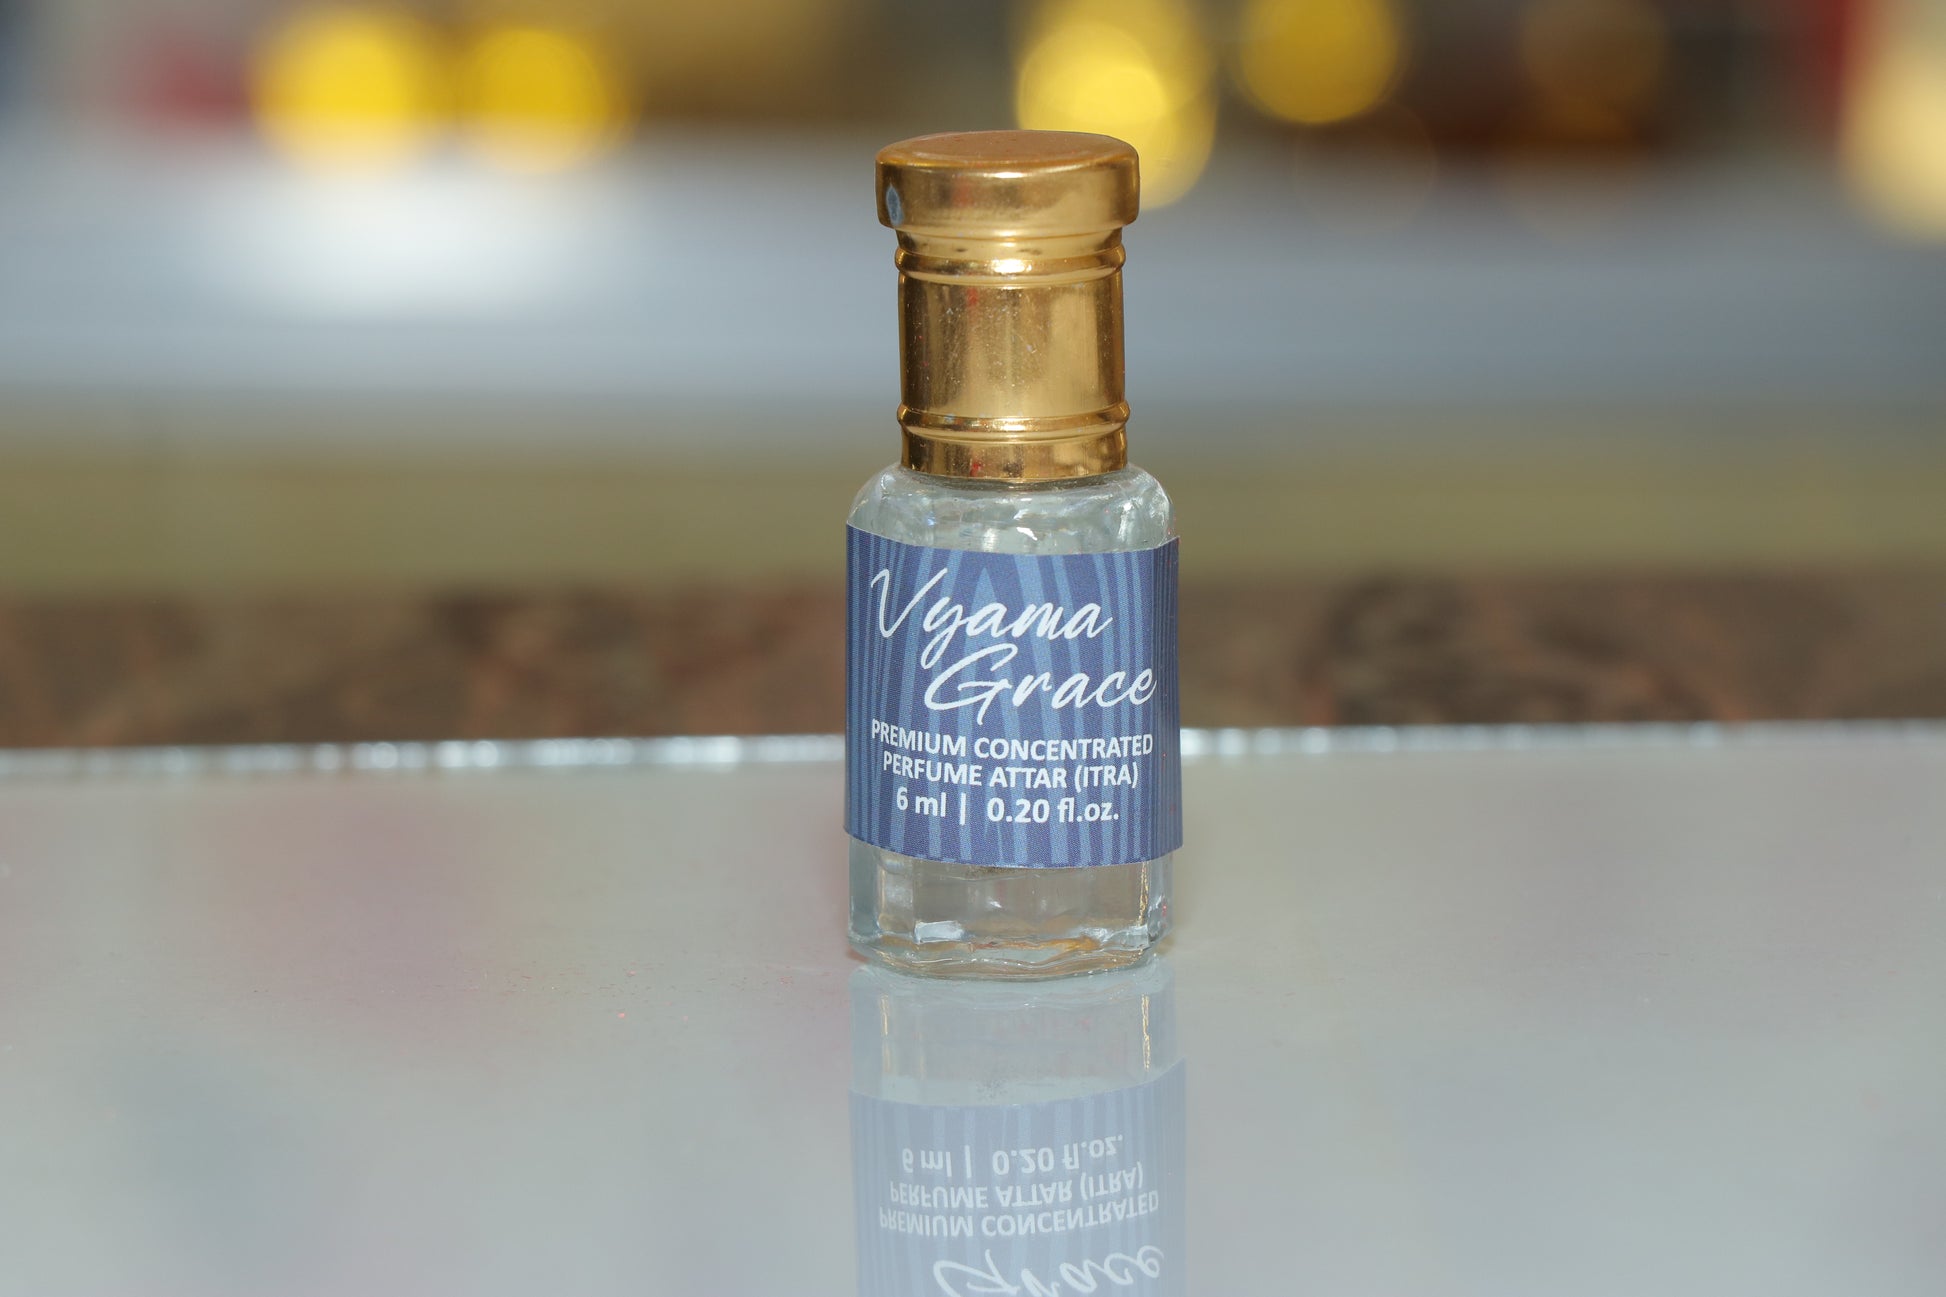 Vyama
Grace
PREMIUM CONCENTRATED
PERFUME ATTAR (ITRA)
6 ml | 0.20 fl.oz.